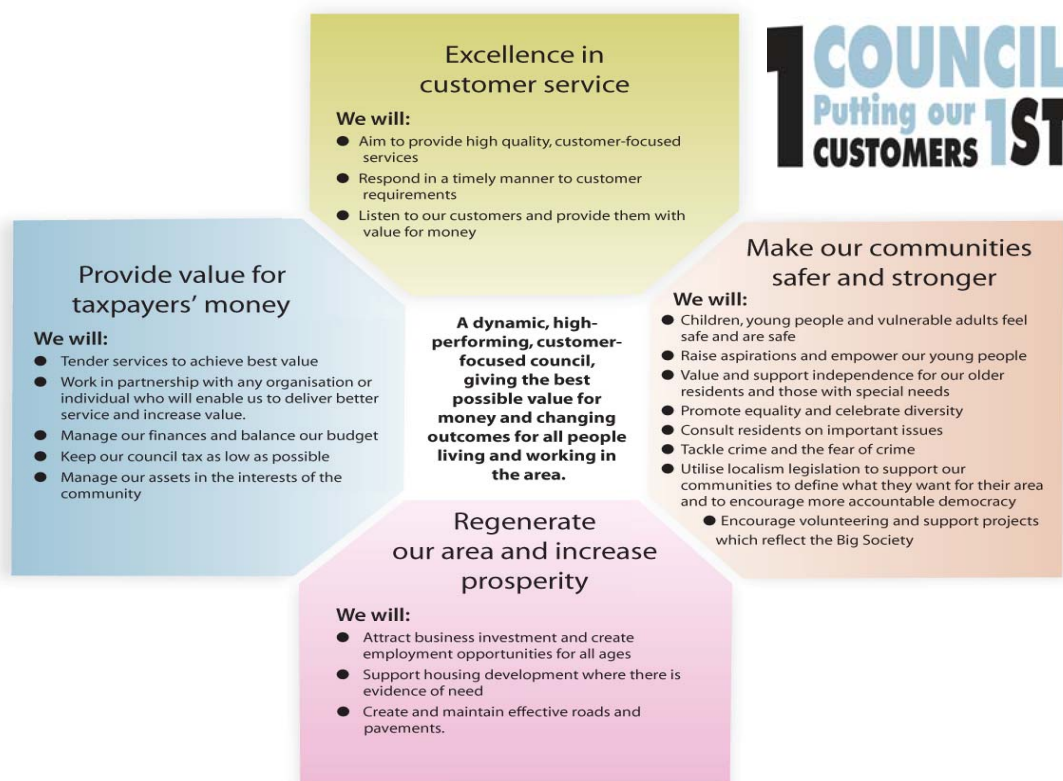 Excellence in
customer service
We will:
● Aim to provide high quality, customer-focused
services
● Respond in a timely manner to customer
requirements
● Listen to our customers and provide them with
value for money
1 COUNCIL
Putting our
CUSTOMERS 1ST
Provide value for
taxpayers’ money
We will:
● Tender services to achieve best value
● Work in partnership with any organisation or
individual who will enable us to deliver better
service and increase value.
● Manage our finances and balance our budget
● Keep our council tax as low as possible
● Manage our assets in the interests of the
community
A dynamic, high-
performing, customer-
focused council,
giving the best
possible value for
money and changing
outcomes for all people
living and working in
the area.
Make our communities
safer and stronger
We will:
● Children, young people and vulnerable adults feel
safe and are safe
● Raise aspirations and empower our young people
● Value and support independence for our older
residents and those with special needs
● Promote equality and celebrate diversity
● Consult residents on important issues
● Tackle crime and the fear of crime
● Utilise localism legislation to support our
communities to define what they want for their area
and to encourage more accountable democracy
● Encourage volunteering and support projects
which reflect the Big Society
Regenerate
our area and increase
prosperity
We will:
● Attract business investment and create
employment opportunities for all ages
● Support housing development where there is
evidence of need
● Create and maintain effective roads and
pavements.